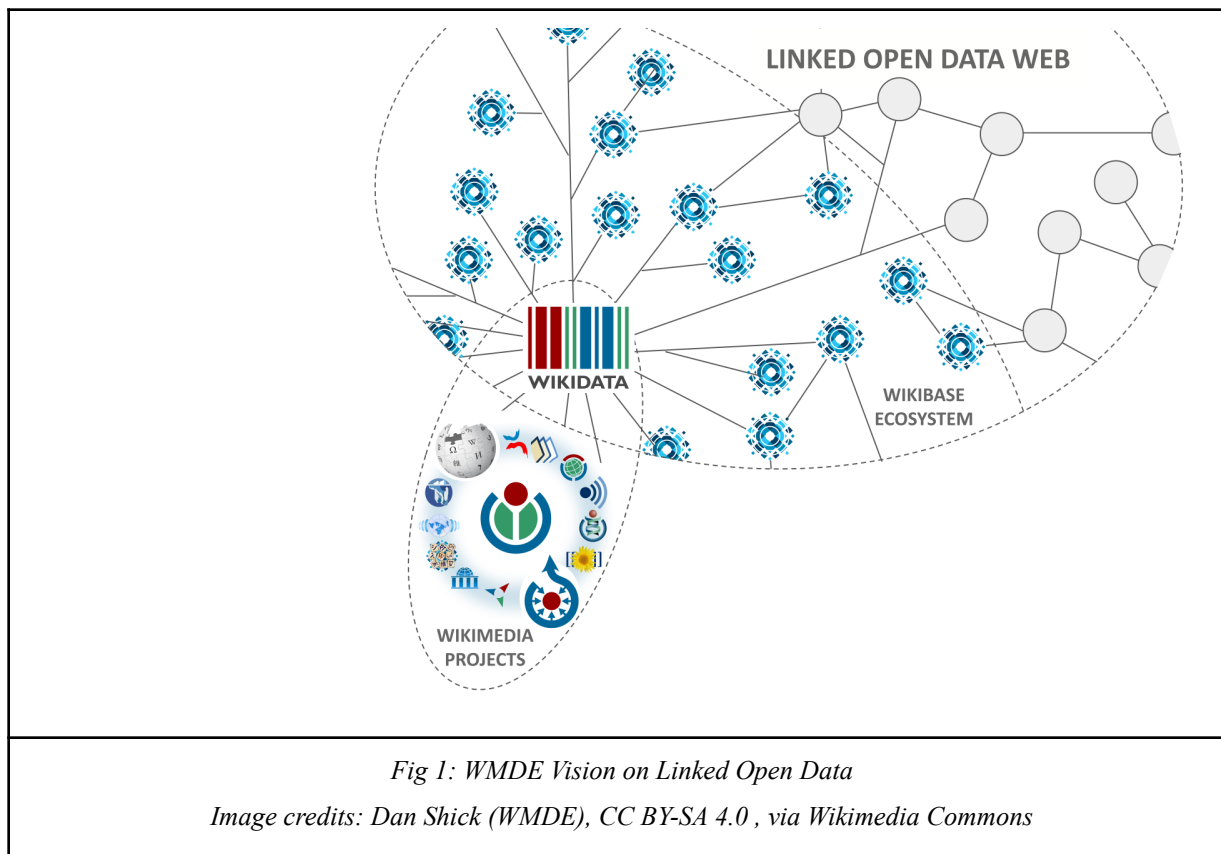 LINKED OPEN DATA WEB
WIKIDATA
WIKIBASE
ECOSYSTEM
WIKIMEDIA
PROJECTS
Fig 1: WMDE Vision on Linked Open Data
Image credits: Dan Shick (WMDE), CC BY-SA 4.0 , via Wikimedia Commons